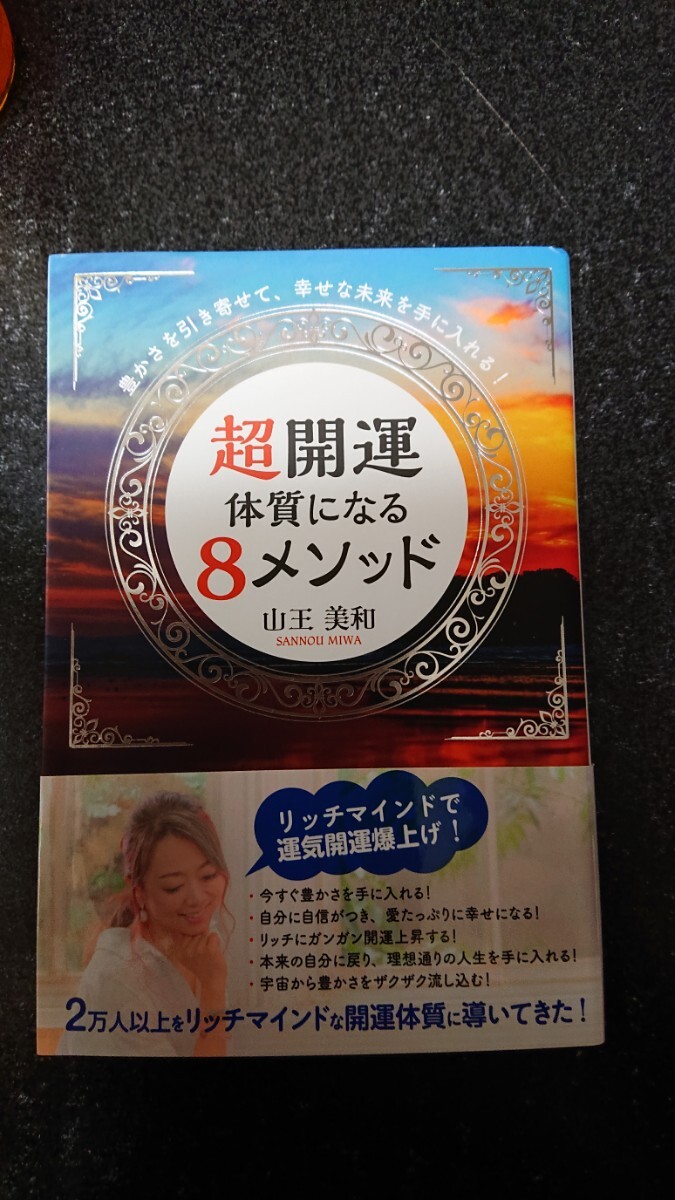 豊かさを引き寄せて、幸せな未来を手に入れる!
超開運
体質になる
8メソッド
山王 美和
SANNOU MIWA
リッチマインドで
運気開運爆上げ!
・今すぐ豊かさを手に入れる!
・自分に自信がつき、愛たっぷりに幸せになる!
・リッチにガンガン開運上昇する!
・本来の自分に戻り、理想通りの人生を手に入れる!
・宇宙から豊かさをザクザク流し込む!
2万人以上をリッチマインドな開運体質に導いてきた!